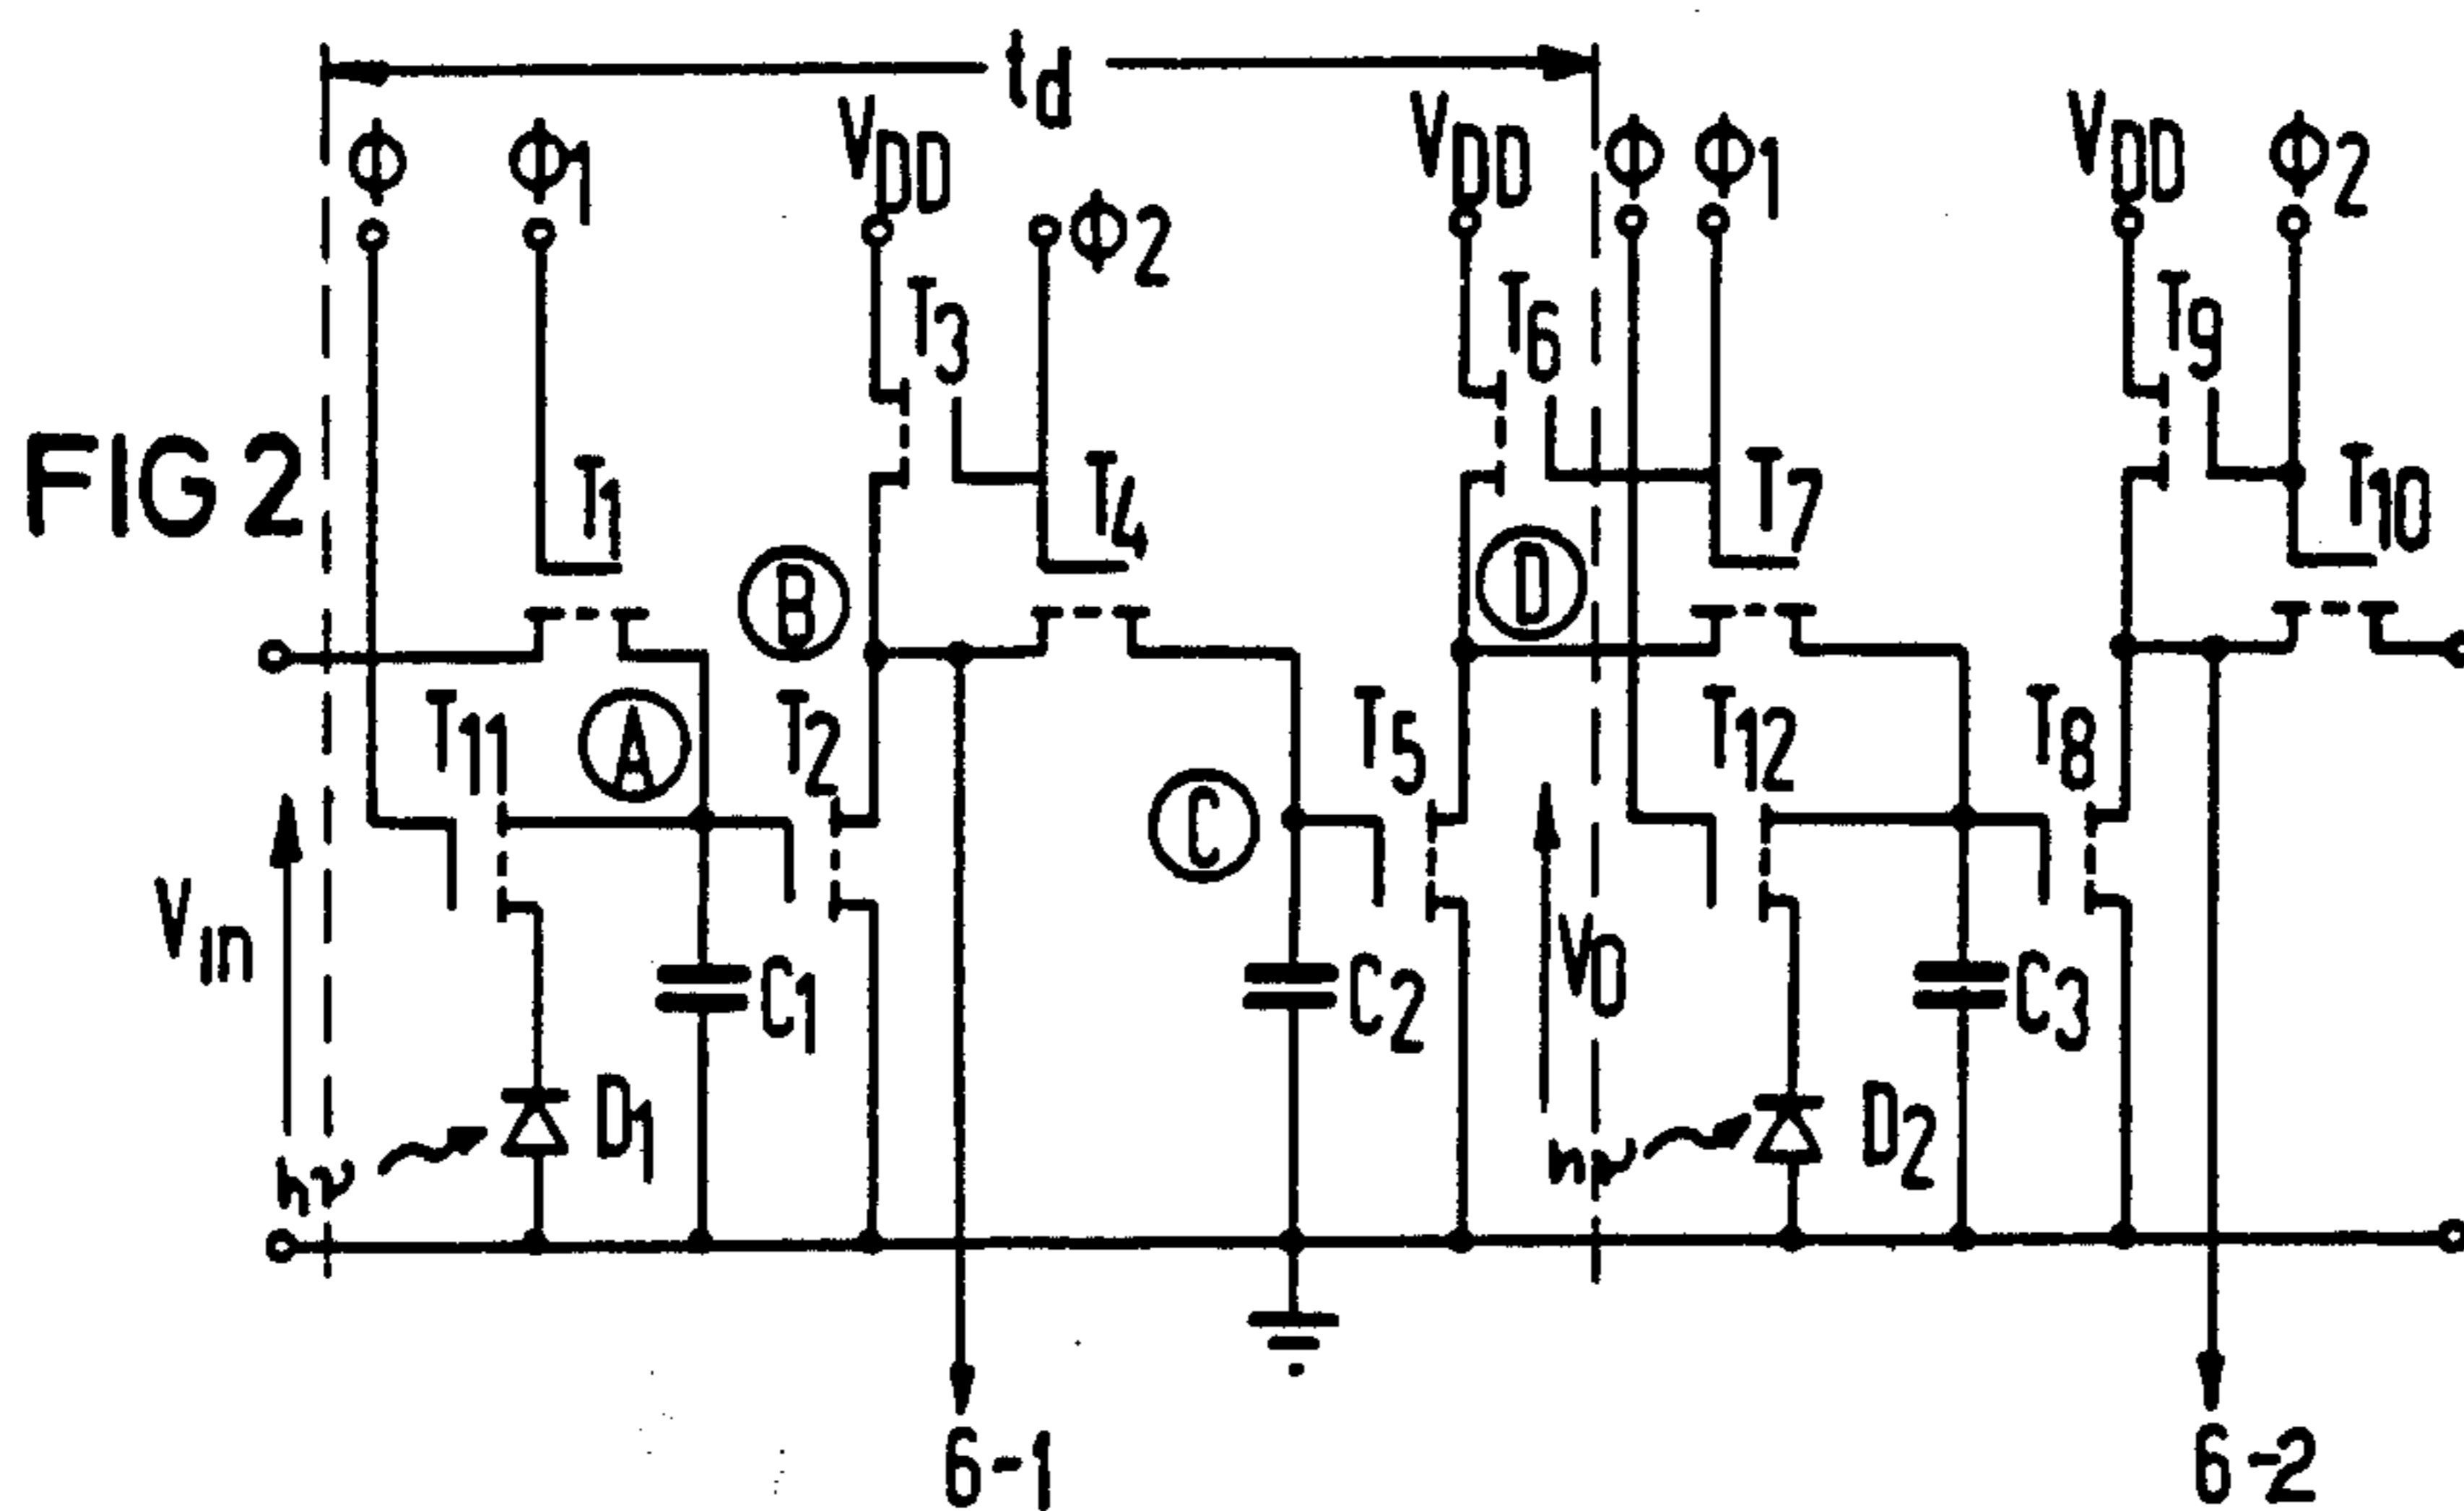 td
ϕ ϕ1 VDD ϕ2 VDD ϕ ϕ1 VDD ϕ2
T3 T6 T9
FIG 2
T1 T4 T7 T10
B D
T11 A T2 C T5 T12 T8
Vin C1 C2 VD C3
hν D1 hν D2
6-1 6-2